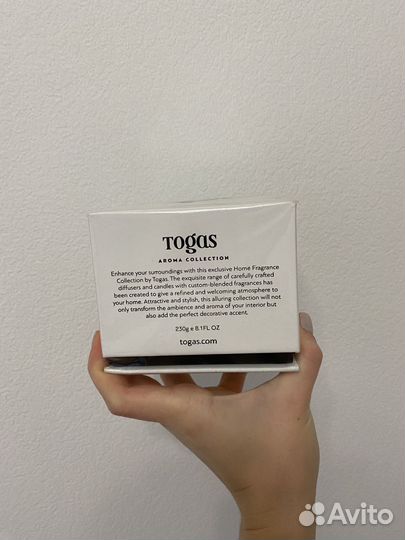 Togas
AROMA COLLECTION
Enhance your surroundings with this exclusive Home Fragrance
Collection by Togas. The exquisite range of carefully crafted
diffusers and candles with custom-blended fragrances has
been created to give a refined and welcoming atmosphere to
your home. Attractive and stylish, this alluring collection will not
only transform the ambience and aroma of your interior but
also add the perfect decorative accent.
230g e 8.1FL OZ
togas.com
Avito